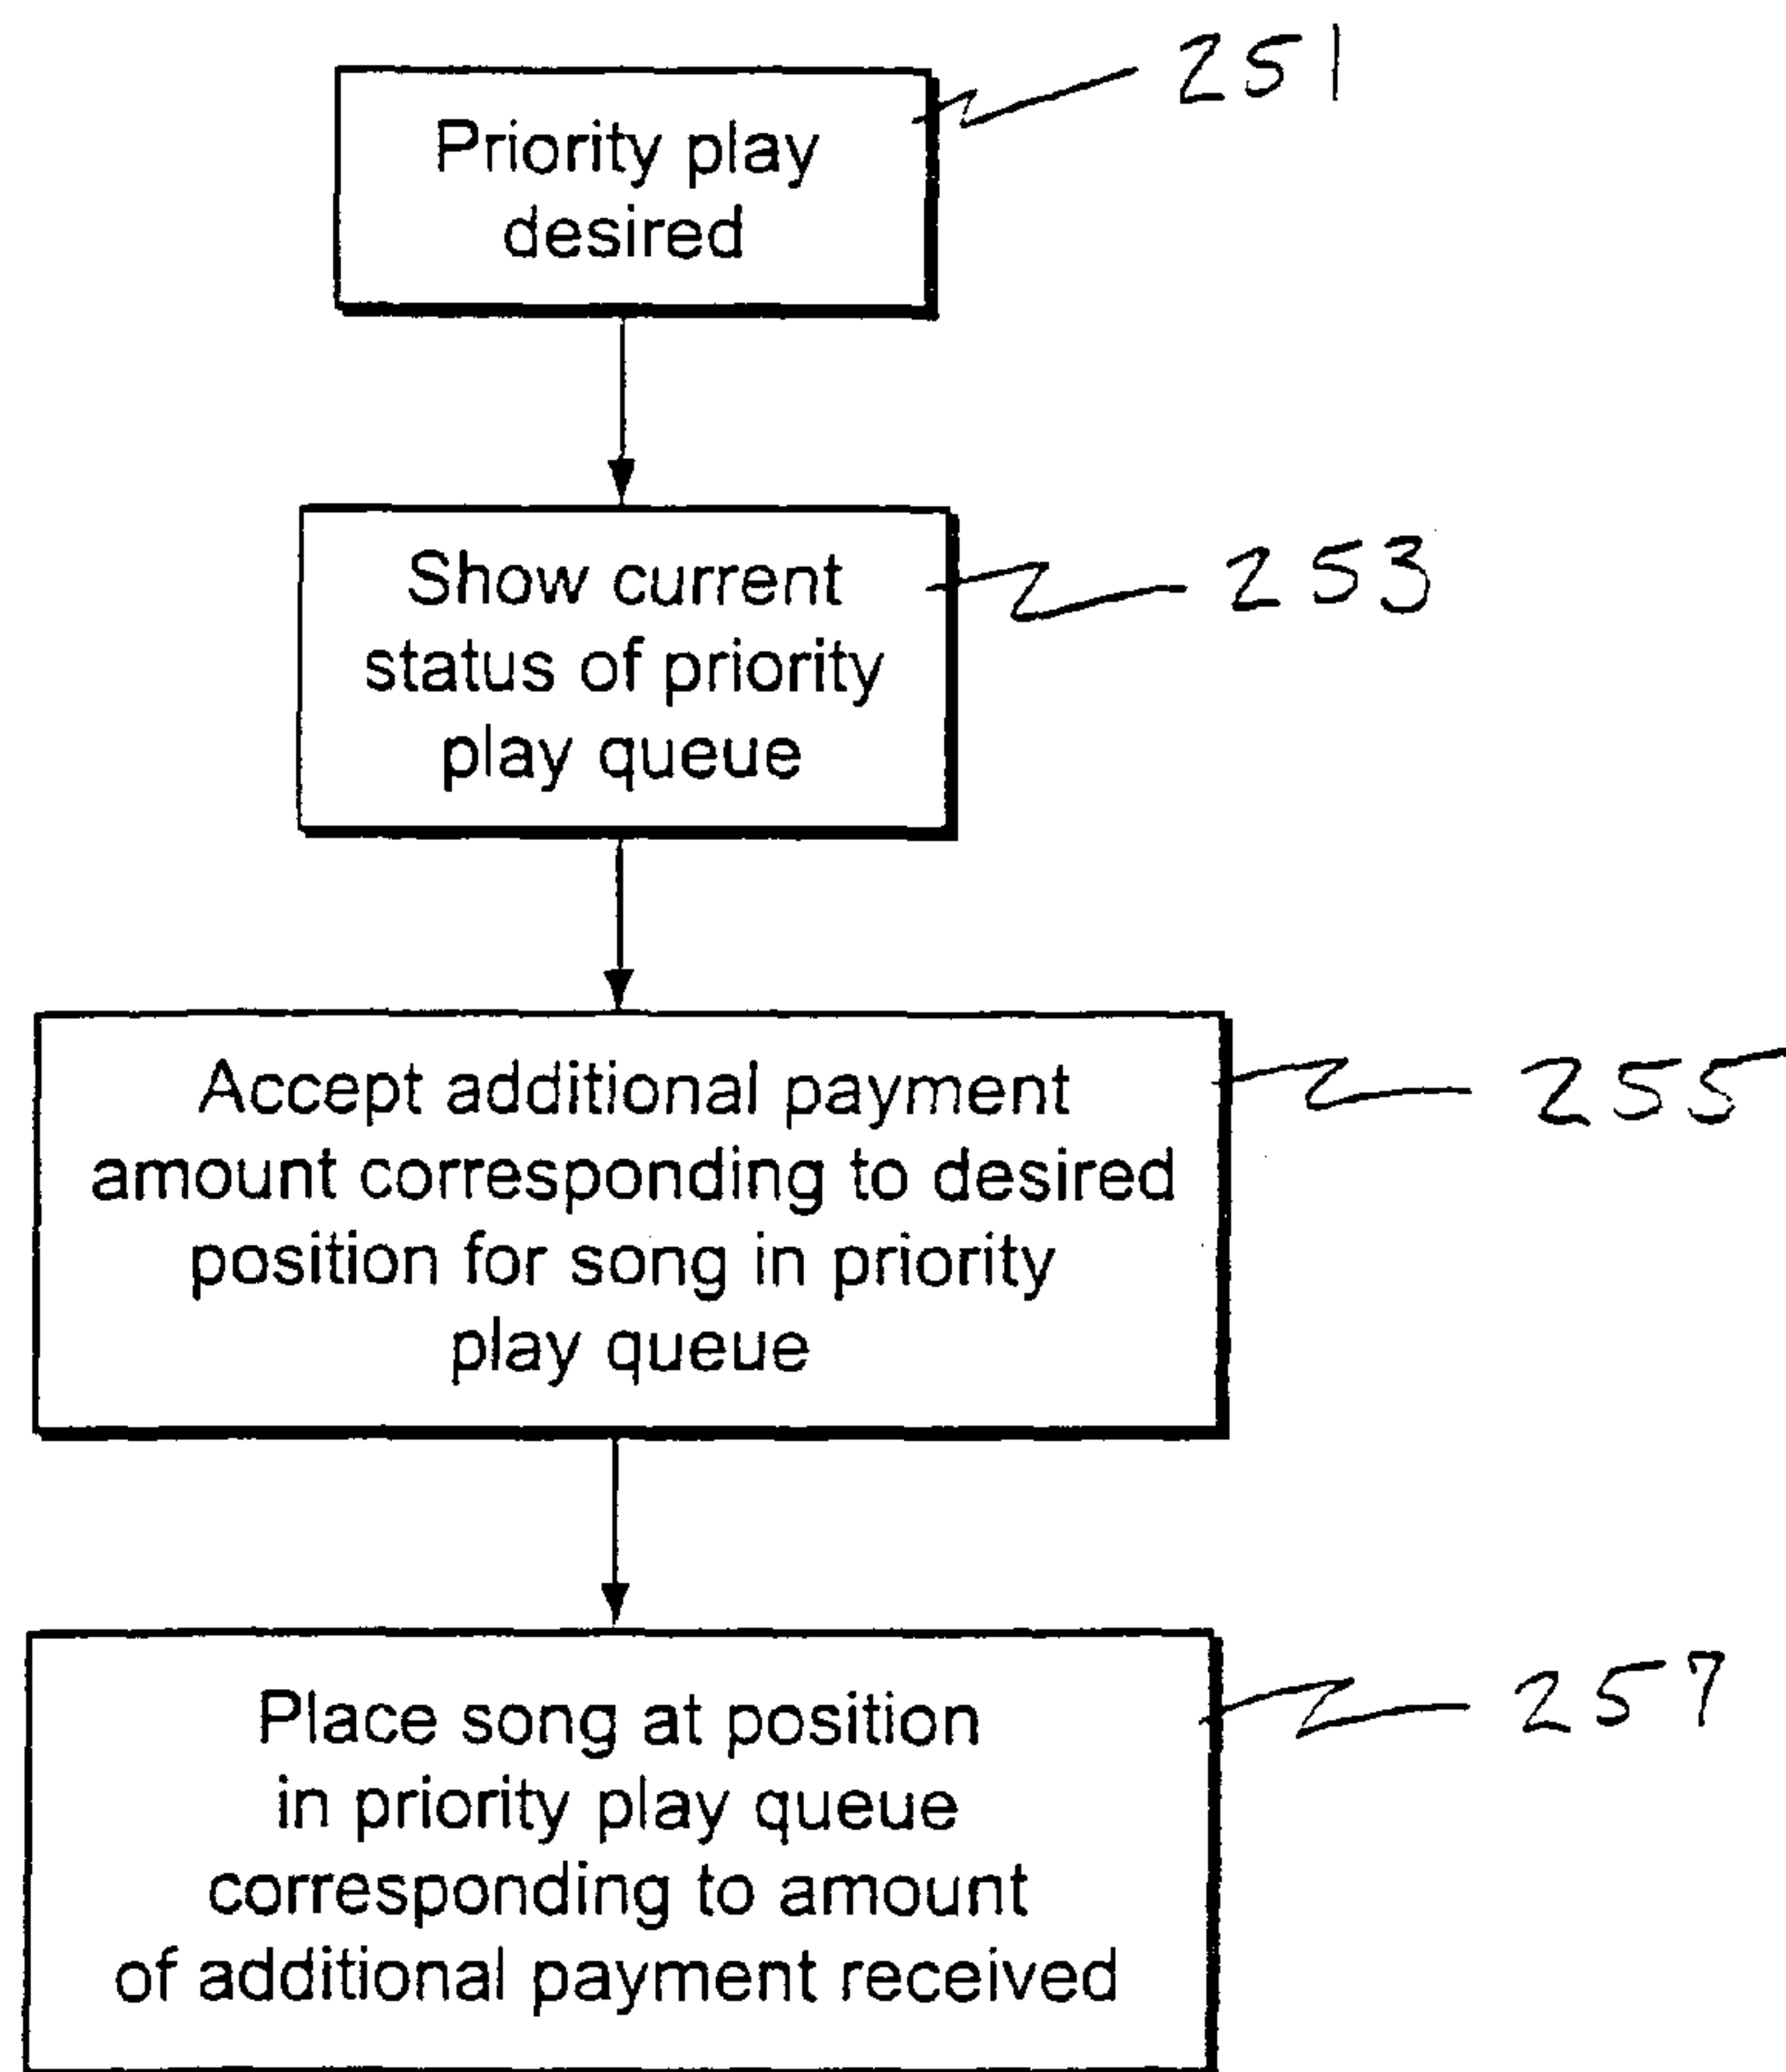 Priority play
desired
251
Show current
status of priority
play queue
253
Accept additional payment
amount corresponding to desired
position for song in priority
play queue
255
Place song at position
in priority play queue
corresponding to amount
of additional payment received
257